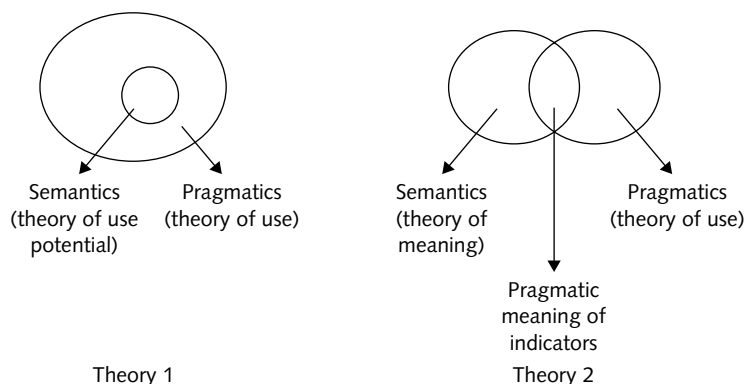 Semantics
(theory of use
potential)
Pragmatics
(theory of use)
Theory 1
Semantics
(theory of
meaning)
Pragmatic
meaning of
indicators
Pragmatics
(theory of use)
Theory 2